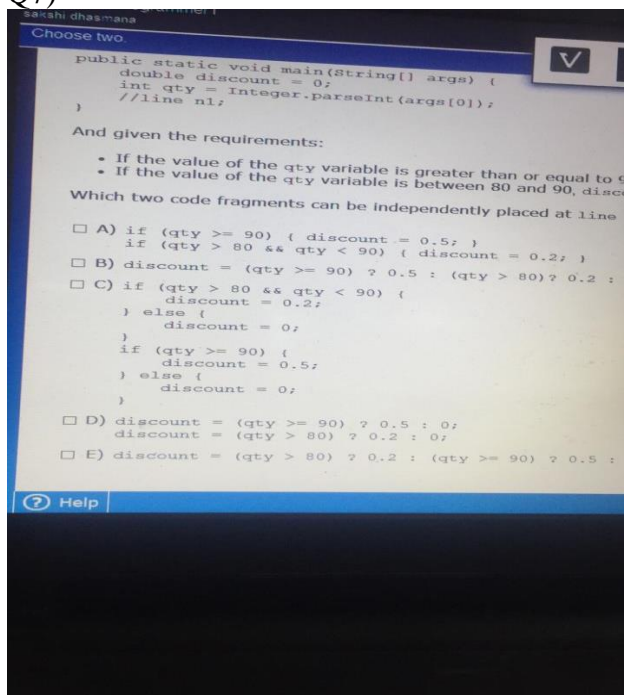 Q7)
sakshi dhasmana
Choose two.
V
public static void main(String[] args) {
double discount = 0;
int qty = Integer.parseInt(args[0]);
//line n1;
}
And given the requirements:
• If the value of the qty variable is greater than or equal to 9
• If the value of the qty variable is between 80 and 90, disco
Which two code fragments can be independently placed at line
A) if (qty >= 90) { discount = 0.5; }
if (qty > 80 && qty < 90) { discount = 0.2; }
B) discount = (qty >= 90) ? 0.5 : (qty > 80)? 0.2 :
C) if (qty > 80 && qty < 90) {
discount = 0.2;
} else {
discount = 0;
}
if (qty >= 90) {
discount = 0.5;
} else {
discount = 0;
}
D) discount = (qty >= 90) ? 0.5 : 0;
discount = (qty > 80) ? 0.2 : 0;
E) discount = (qty > 80) ? 0.2 : (qty >= 90) ? 0.5 :
? Help